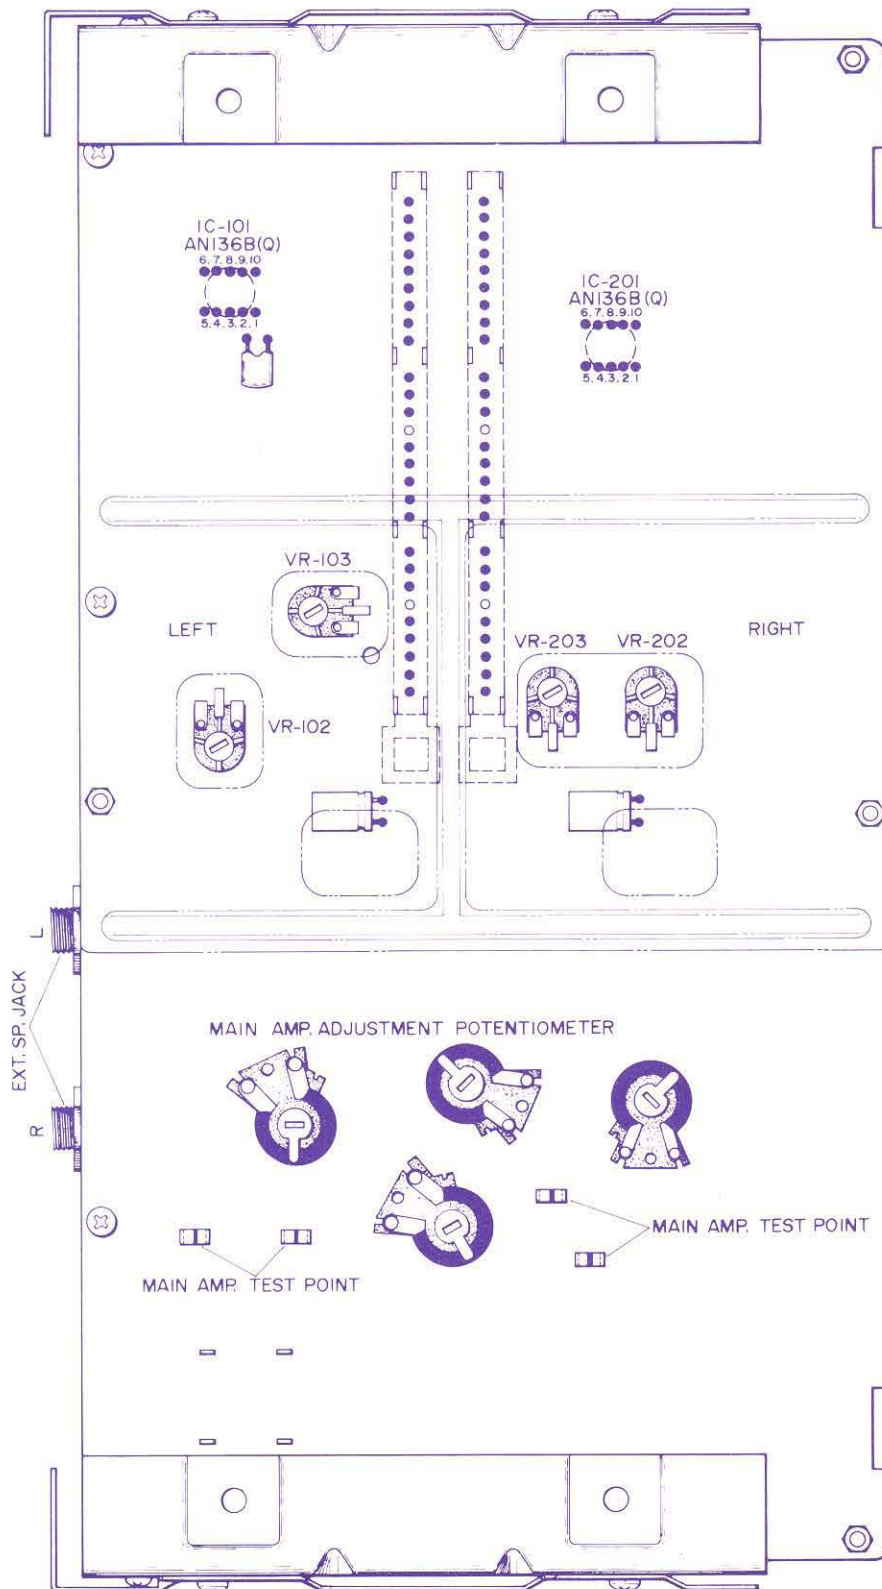 IC-101
AN136B(Q)
6.7.8.9.10
5.4.3.2.1
IC-201
AN136B(Q)
6.7.8.9.10
5.4.3.2.1
VR-103
LEFT
VR-203
VR-202
RIGHT
VR-102
L
EXT. SP. JACK
R
MAIN AMP. ADJUSTMENT POTENTIOMETER
MAIN AMP. TEST POINT
MAIN AMP. TEST POINT